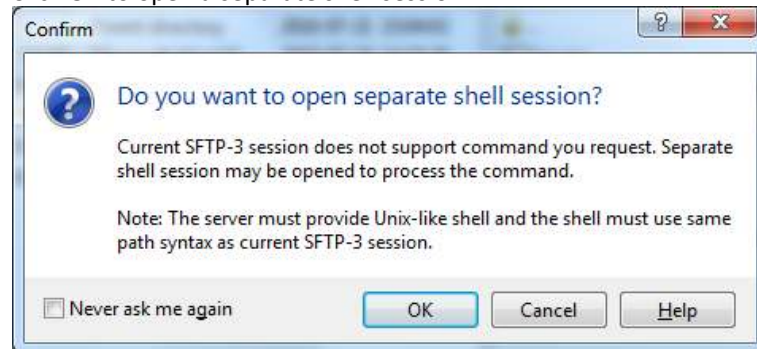 Confirm
Do you want to open separate shell session?
Current SFTP-3 session does not support command you request. Separate
shell session may be opened to process the command.
Note: The server must provide Unix-like shell and the shell must use same
path syntax as current SFTP-3 session.
Never ask me again
OK
Cancel
Help